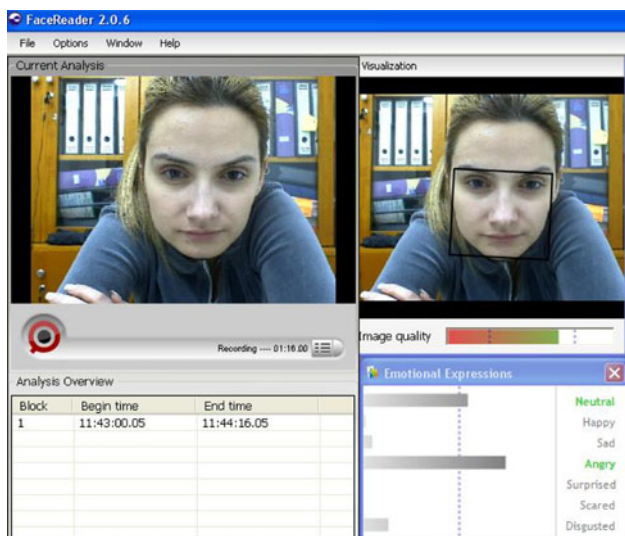 FaceReader 2.0.6
File Options Window Help
Current Analysis
Visualization
Recording ---- 01:16.00
Image quality
Analysis Overview
Block Begin time End time
1 11:43:00.05 11:44:16.05
Emotional Expressions
Neutral
Happy
Sad
Angry
Surprised
Scared
Disgusted